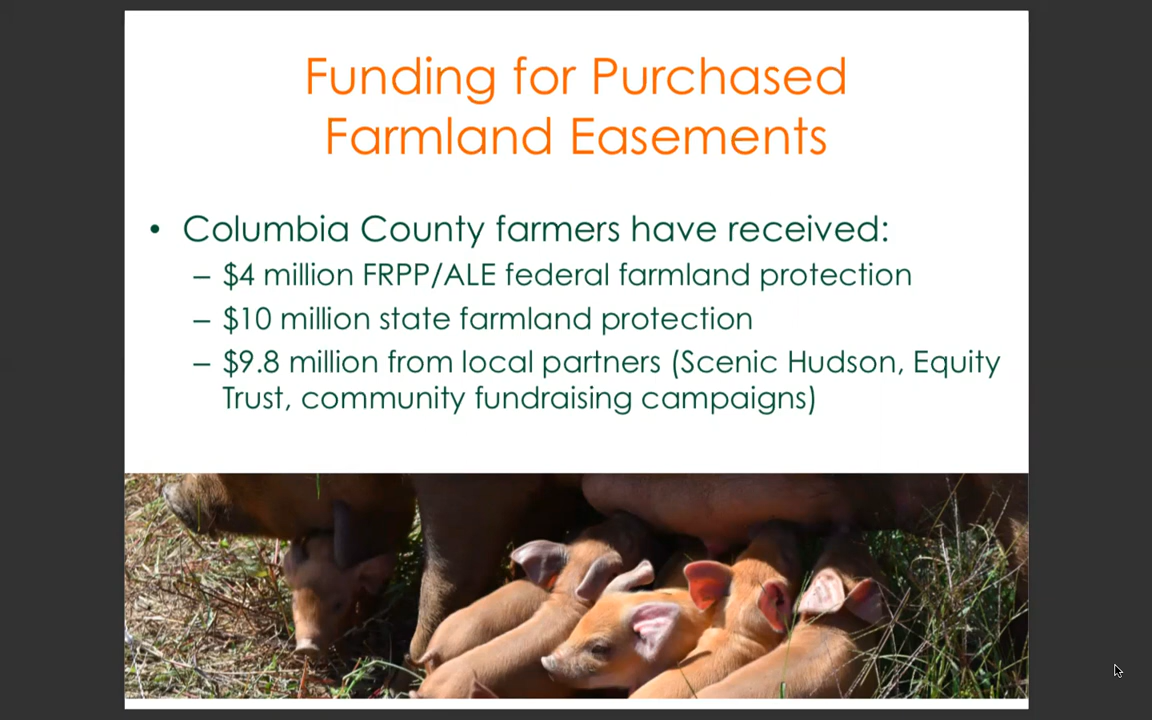 Funding for Purchased
Farmland Easements
• Columbia County farmers have received:
– $4 million FRPP/ALE federal farmland protection
– $10 million state farmland protection
– $9.8 million from local partners (Scenic Hudson, Equity
Trust, community fundraising campaigns)